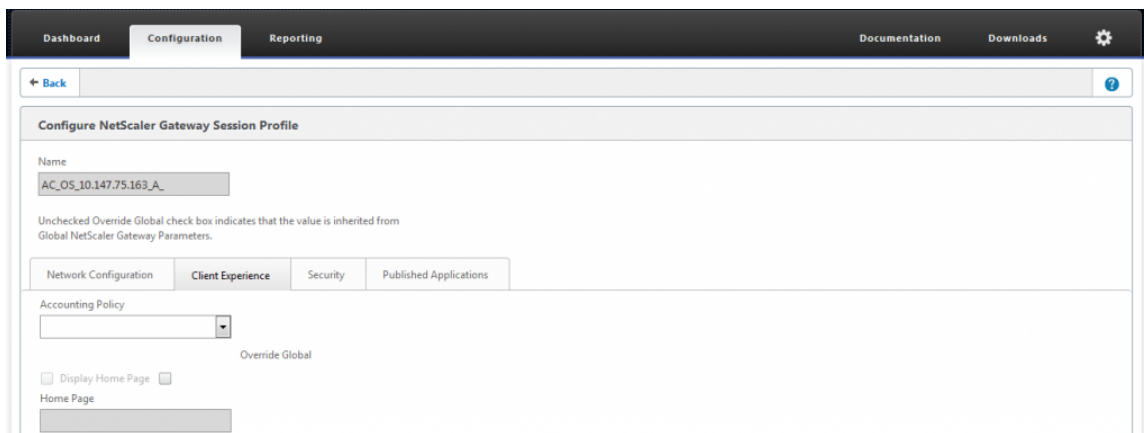 Dashboard Configuration Reporting Documentation Downloads
Back
Configure NetScaler Gateway Session Profile
Name
AC_OS_10.147.75.163_A_
Unchecked Override Global check box indicates that the value is inherited from
Global NetScaler Gateway Parameters.
Network Configuration Client Experience Security Published Applications
Accounting Policy
Override Global
Display Home Page
Home Page